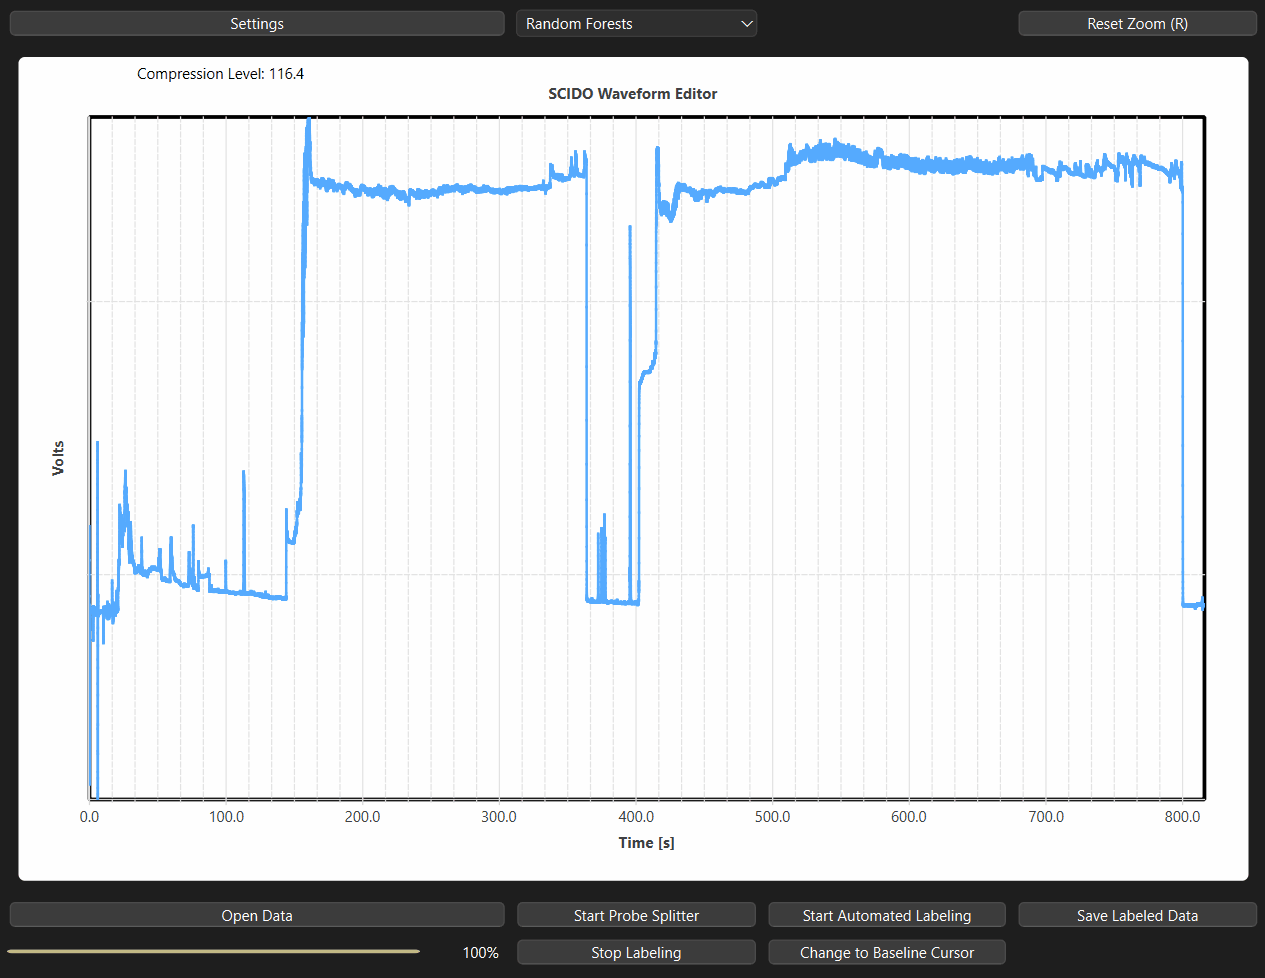 Settings
Random Forests
Reset Zoom (R)
Compression Level: 116.4
SCIDO Waveform Editor
Volts
0.0 100.0 200.0 300.0 400.0 500.0 600.0 700.0 800.0
Time [s]
Open Data
Start Probe Splitter
Start Automated Labeling
Save Labeled Data
100%
Stop Labeling
Change to Baseline Cursor